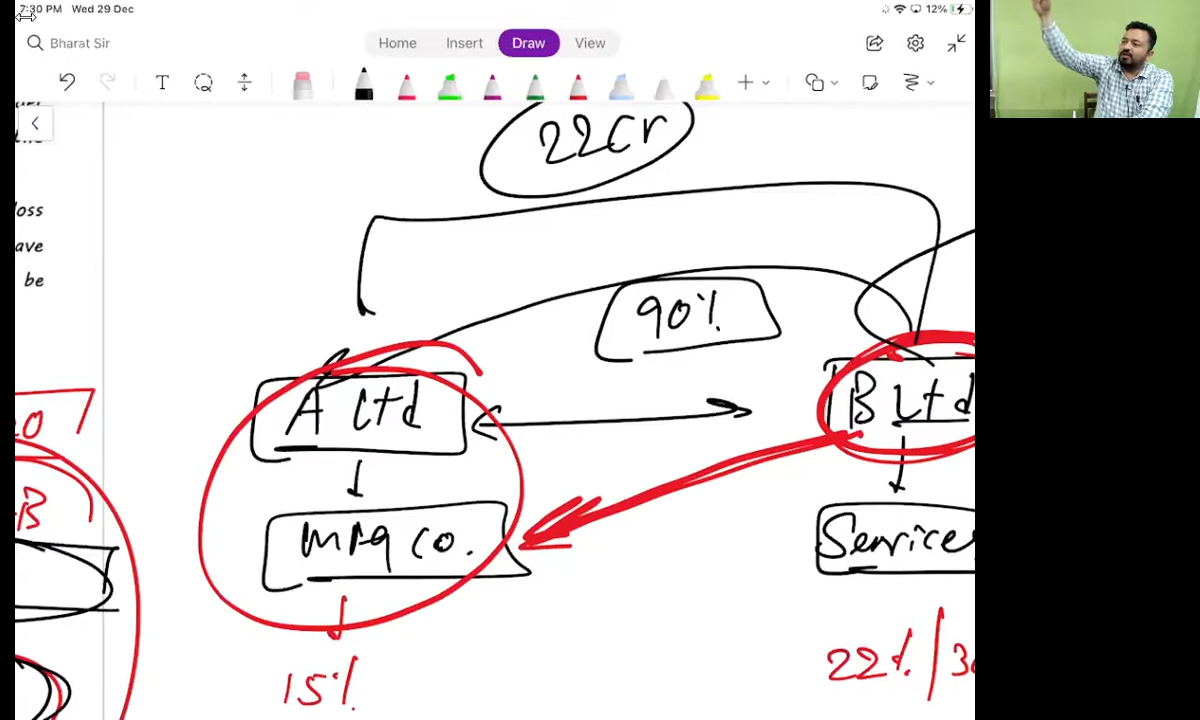 7:30 PM Wed 29 Dec
12%
Bharat Sir
Home Insert Draw View
22Cr
loss
ave
be
90%
A Ltd
B Ltd
Mfg co.
Service
15%
22% / 30